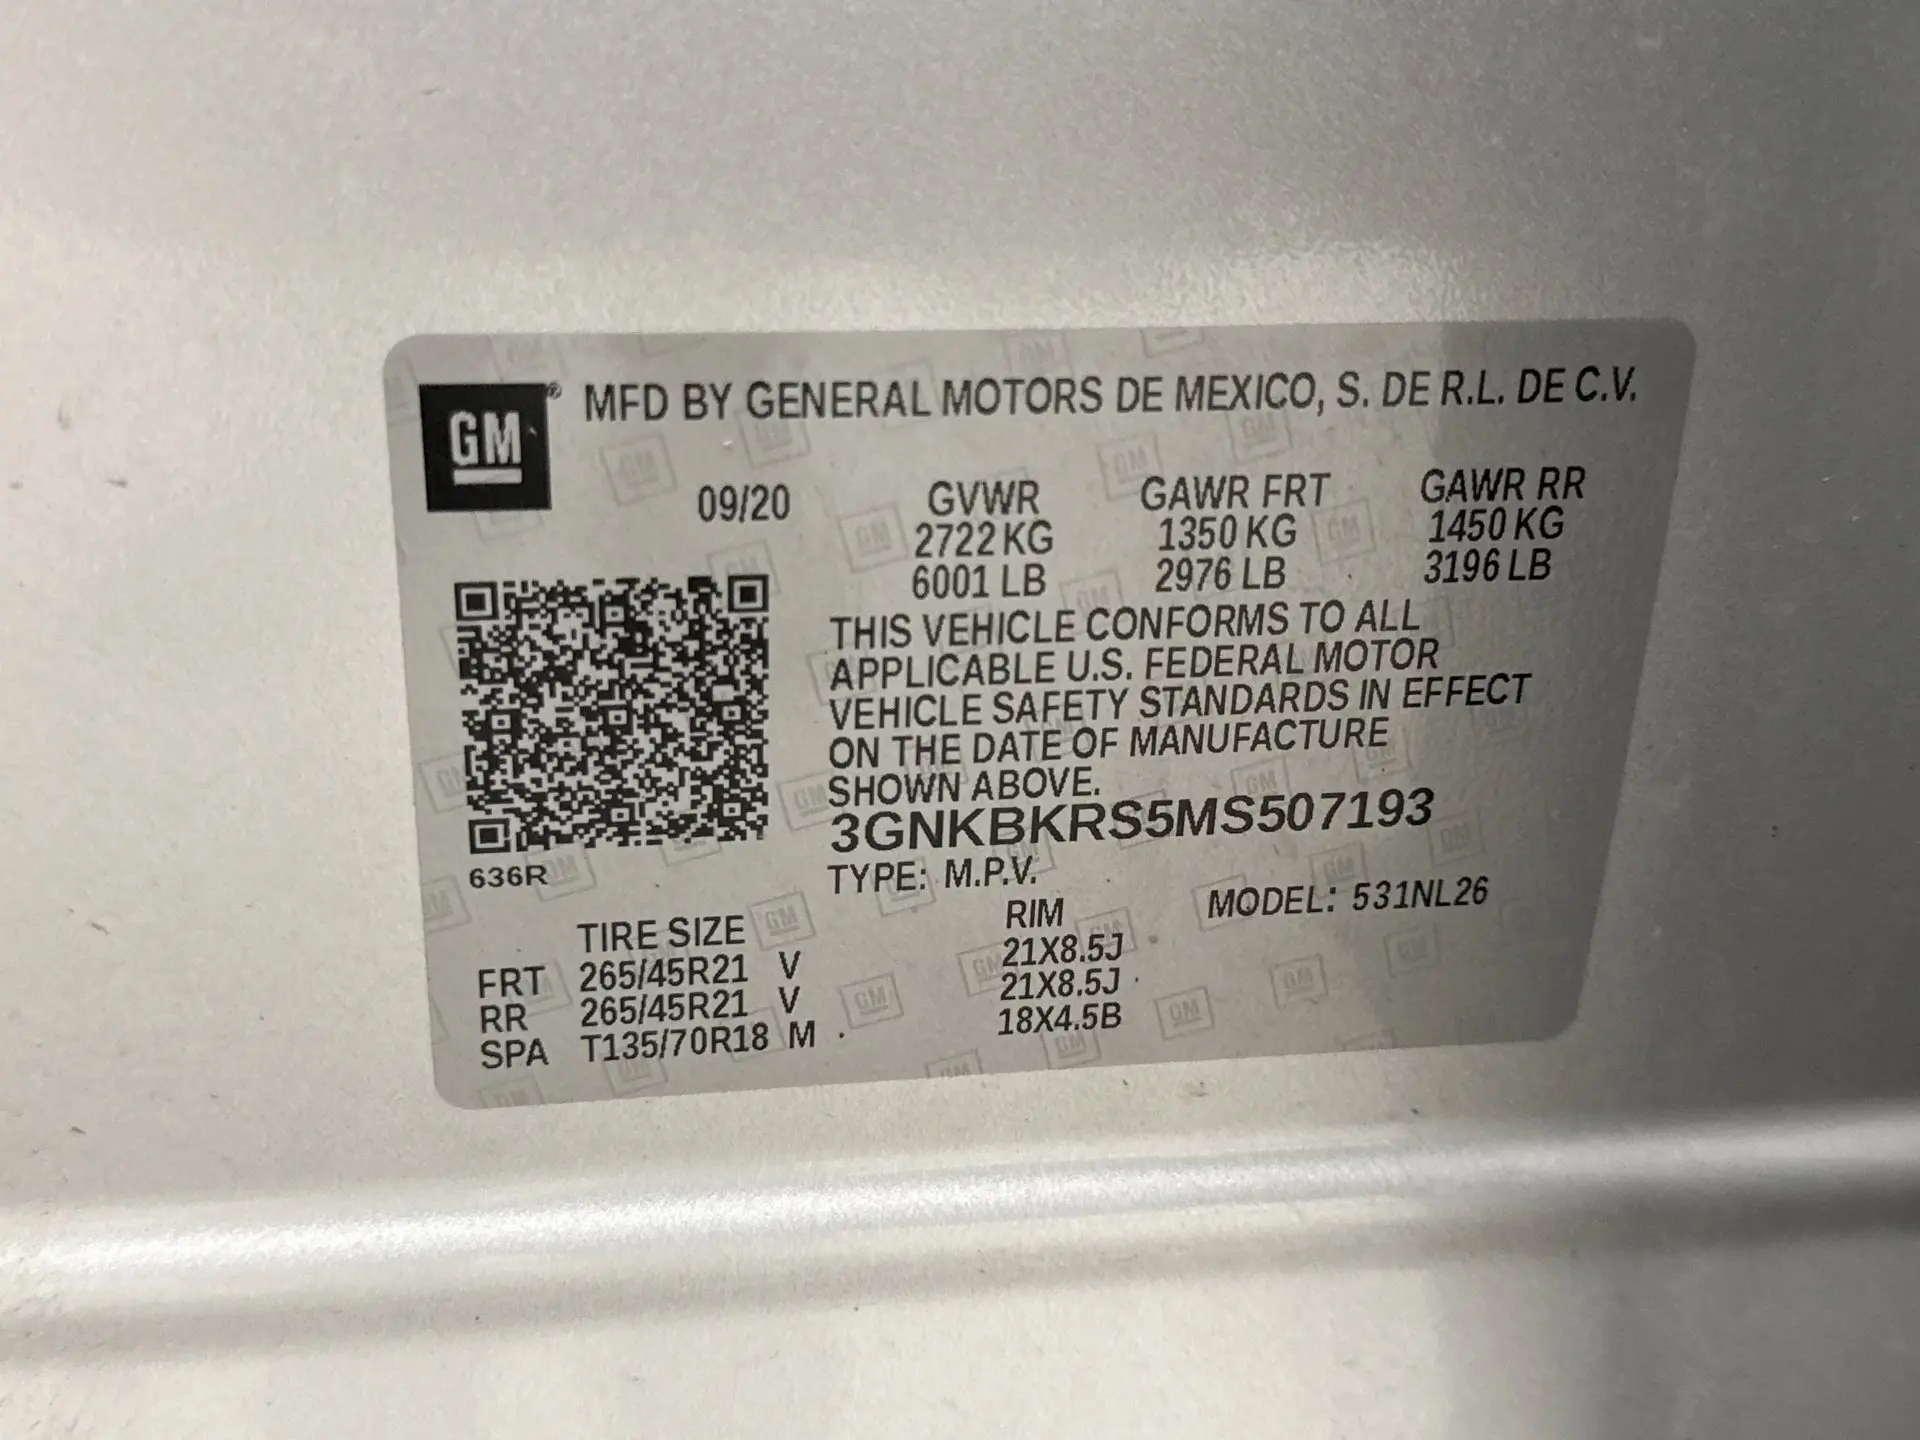 GM® MFD BY GENERAL MOTORS DE MEXICO, S. DE R.L. DE C.V.
09/20 GVWR GAWR FRT GAWR RR
2722 KG 1350 KG 1450 KG
6001 LB 2976 LB 3196 LB
THIS VEHICLE CONFORMS TO ALL
APPLICABLE U.S. FEDERAL MOTOR
VEHICLE SAFETY STANDARDS IN EFFECT
ON THE DATE OF MANUFACTURE
SHOWN ABOVE.
3GNKBKRS5MS507193
636R
TYPE: M.P.V. MODEL: 531NL26
TIRE SIZE RIM
FRT 265/45R21 V 21X8.5J
RR 265/45R21 V 21X8.5J
SPA T135/70R18 M 18X4.5B